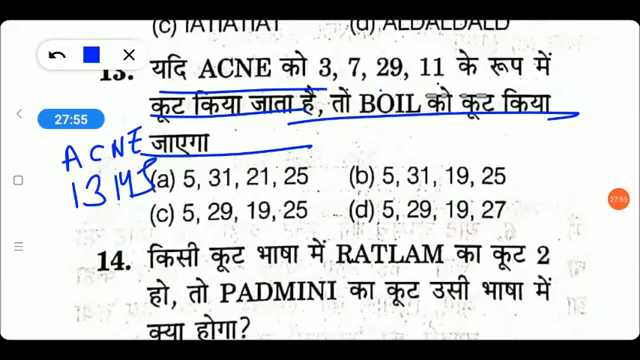 (c) IATIATIAT (d) ALDALDALD
13. यदि ACNE को 3, 7, 29, 11 के रूप में
कूट किया जाता है, तो BOIL को कूट किया
जाएगा
27:55
A C N E
1 3 14 5
(a) 5, 31, 21, 25 (b) 5, 31, 19, 25
(c) 5, 29, 19, 25 (d) 5, 29, 19, 27
27:55
14. किसी कूट भाषा में RATLAM का कूट 2
हो, तो PADMINI का कूट उसी भाषा में
क्या होगा?